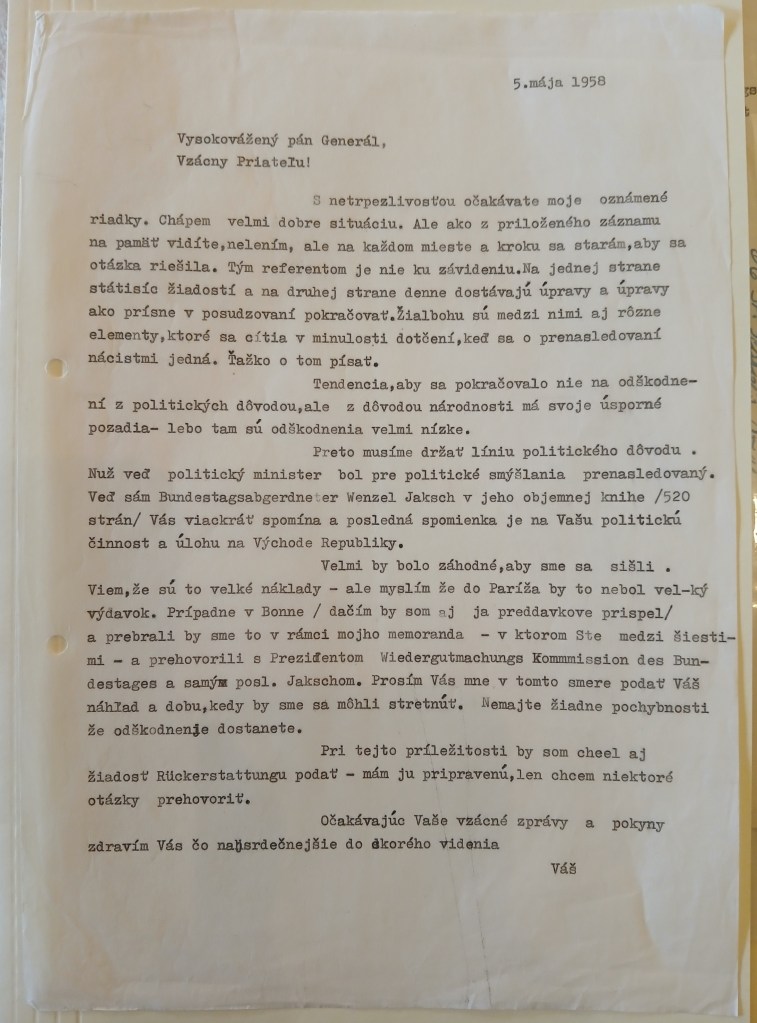 5.mája 1958
Vysokovážený pán Generál,
Vzácny Priateľu!
S netrpezlivosťou očakávate moje oznámené
riadky. Chápem velmi dobre situáciu. Ale ako z priloženého záznamu
na pamäť vidíte,nelením, ale na každom mieste a kroku sa starám,aby sa
otázka riešila. Tým referentom je nie ku závideniu.Na jednej strane
státisíc žiadostí a na druhej strane denne dostávajú úpravy a úpravy
ako prísne v posudzovaní pokračovať.Žialbohu sú medzi nimi aj rôzne
elementy,ktoré sa cítia v minulosti dotčení,keď sa o prenasledovaní
nácistmi jedná. Ťažko o tom písať.
Tendencia,aby sa pokračovalo nie na odškodne-
ní z politických dôvodou,ale z dôvodou národnosti má svoje úsporné
pozadia- lebo tam sú odškodnenia velmi nízke.
Preto musíme držať líniu politického dôvodu .
Nuž veď politický minister bol pre politické smýšlania prenasledovaný.
Veď sám Bundestagsabgerdneter Wenzel Jaksch v jeho objemnej knihe /520
strán/ Vás viackráť spomína a posledná spomienka je na Vašu politickú
činnost a úlohu na Východe Republiky.
Velmi by bolo záhodné,aby sme sa sišli .
Viem,že sú to velké náklady - ale myslím že do Paríža by to nebol vel-ký
výdavok. Prípadne v Bonne / dačím by som aj ja preddavkove prispel/
a prebrali by sme to v rámci mojho memoranda - v ktorom Ste medzi šiesti-
mi - a prehovorili s Prezidentom Wiedergutmachungs Kommmission des Bun-
destages a samým posl. Jakschom. Prosím Vás mne v tomto smere podať Váš
náhľad a dobu,kedy by sme sa môhli stretnúť. Nemajte žiadne pochybnosti
že odškodnenie dostanete.
Pri tejto príležitosti by som cheel aj
žiadosť Rückerstattungu podať - mám ju pripravenú,len chcem niektoré
otázky prehovoriť.
Očakávajúc Vaše vzácné zprávy a pokyny
zdravím Vás čo najsrdečnejšie do skorého videnia
Váš